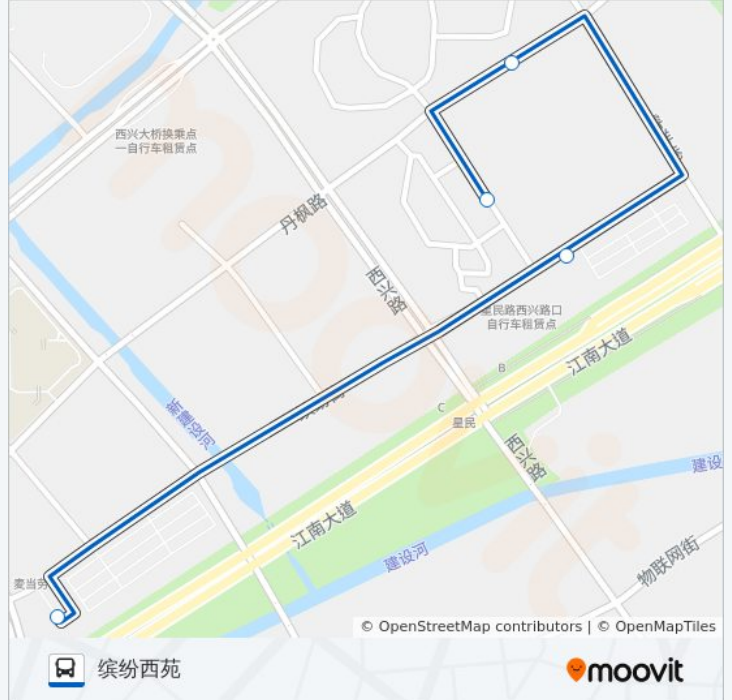 西兴大桥换乘点
一自行车租赁点
丹枫路
西兴路
星民路西兴路口
自行车租赁点
江南大道
B
C
星民
新建设河
西兴路
建设
江南大道
建设河
物联网街
麦当劳
© OpenStreetMap contributors | © OpenMapTiles
缤纷西苑
moovit